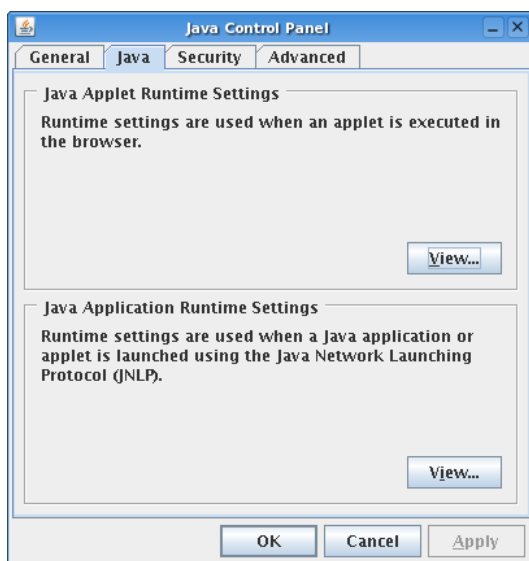 Java Control Panel
General Java Security Advanced
Java Applet Runtime Settings
Runtime settings are used when an applet is executed in
the browser.
View...
Java Application Runtime Settings
Runtime settings are used when a Java application or
applet is launched using the Java Network Launching
Protocol (JNLP).
View...
OK Cancel Apply